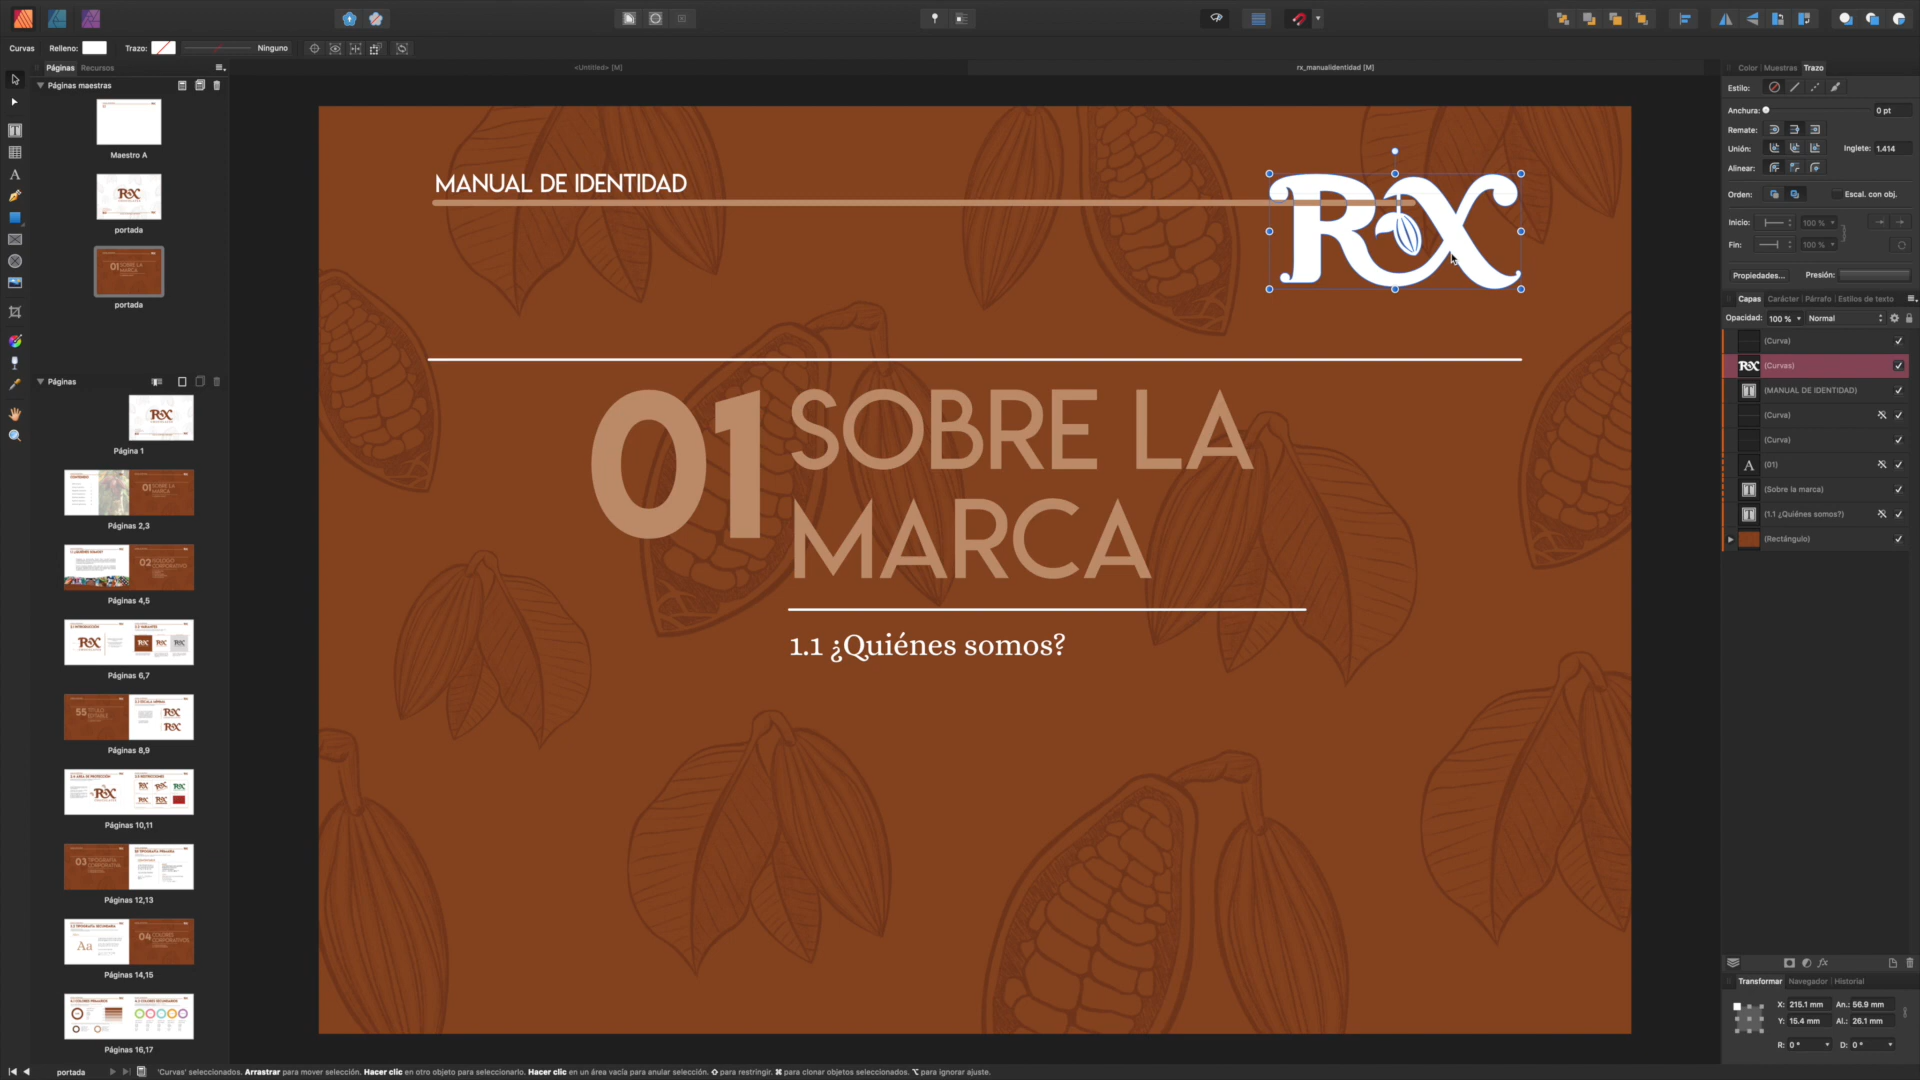 Curvas
Relleno:
Trazo:
Ninguno
Páginas
Recursos
<Untitled> [M]
rx_manualidentidad [M]
Páginas maestras
Maestro A
portada
portada
Páginas
Página 1
Páginas 2,3
Páginas 4,5
Páginas 6,7
Páginas 8,9
Páginas 10,11
Páginas 12,13
Páginas 14,15
Páginas 16,17
MANUAL DE IDENTIDAD
RX
01
SOBRE LA
MARCA
1.1 ¿Quiénes somos?
Color
Muestras
Trazo
Estilo:
Anchura:
0 pt
Remate:
Unión:
Inglete:
1.414
Alinear:
Orden:
Escal. con obj.
Inicio:
100 %
Fin:
100 %
Propiedades...
Presión:
Capas
Carácter
Párrafo
Estilos de texto
Opacidad:
100 %
Normal
(Curva)
(Curvas)
(MANUAL DE IDENTIDAD)
(Curva)
(Curva)
(01)
(Sobre la marca)
(1.1 ¿Quiénes somos?)
(Rectángulo)
Transformar
Navegador
Historial
X: 215.1 mm
An.: 56.9 mm
Y: 15.4 mm
Al.: 26.1 mm
R: 0 °
D: 0 °
portada
'Curvas' seleccionados. Arrastrar para mover selección. Hacer clic en otro objeto para seleccionarlo. Hacer clic en un área vacía para anular selección. ⇧ para restringir. ⌘ para clonar objetos seleccionados. ⌥ para ignorar ajuste.